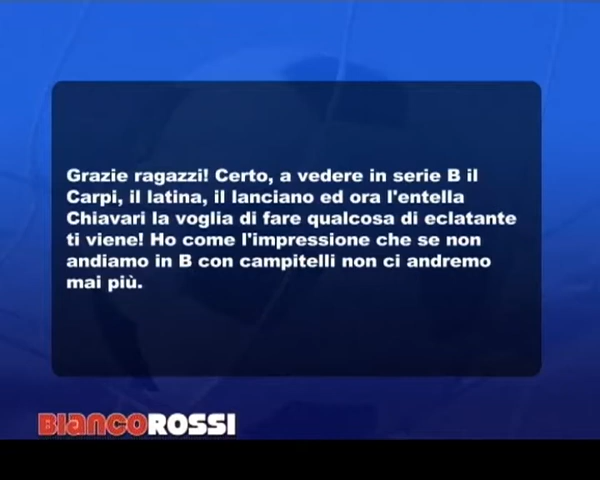 Grazie ragazzi! Certo, a vedere in serie B il
Carpi, il latina, il lanciano ed ora l'entella
Chiavari la voglia di fare qualcosa di eclatante
ti viene! Ho come l'impressione che se non
andiamo in B con campitelli non ci andremo
mai più.
BIANCOROSSI